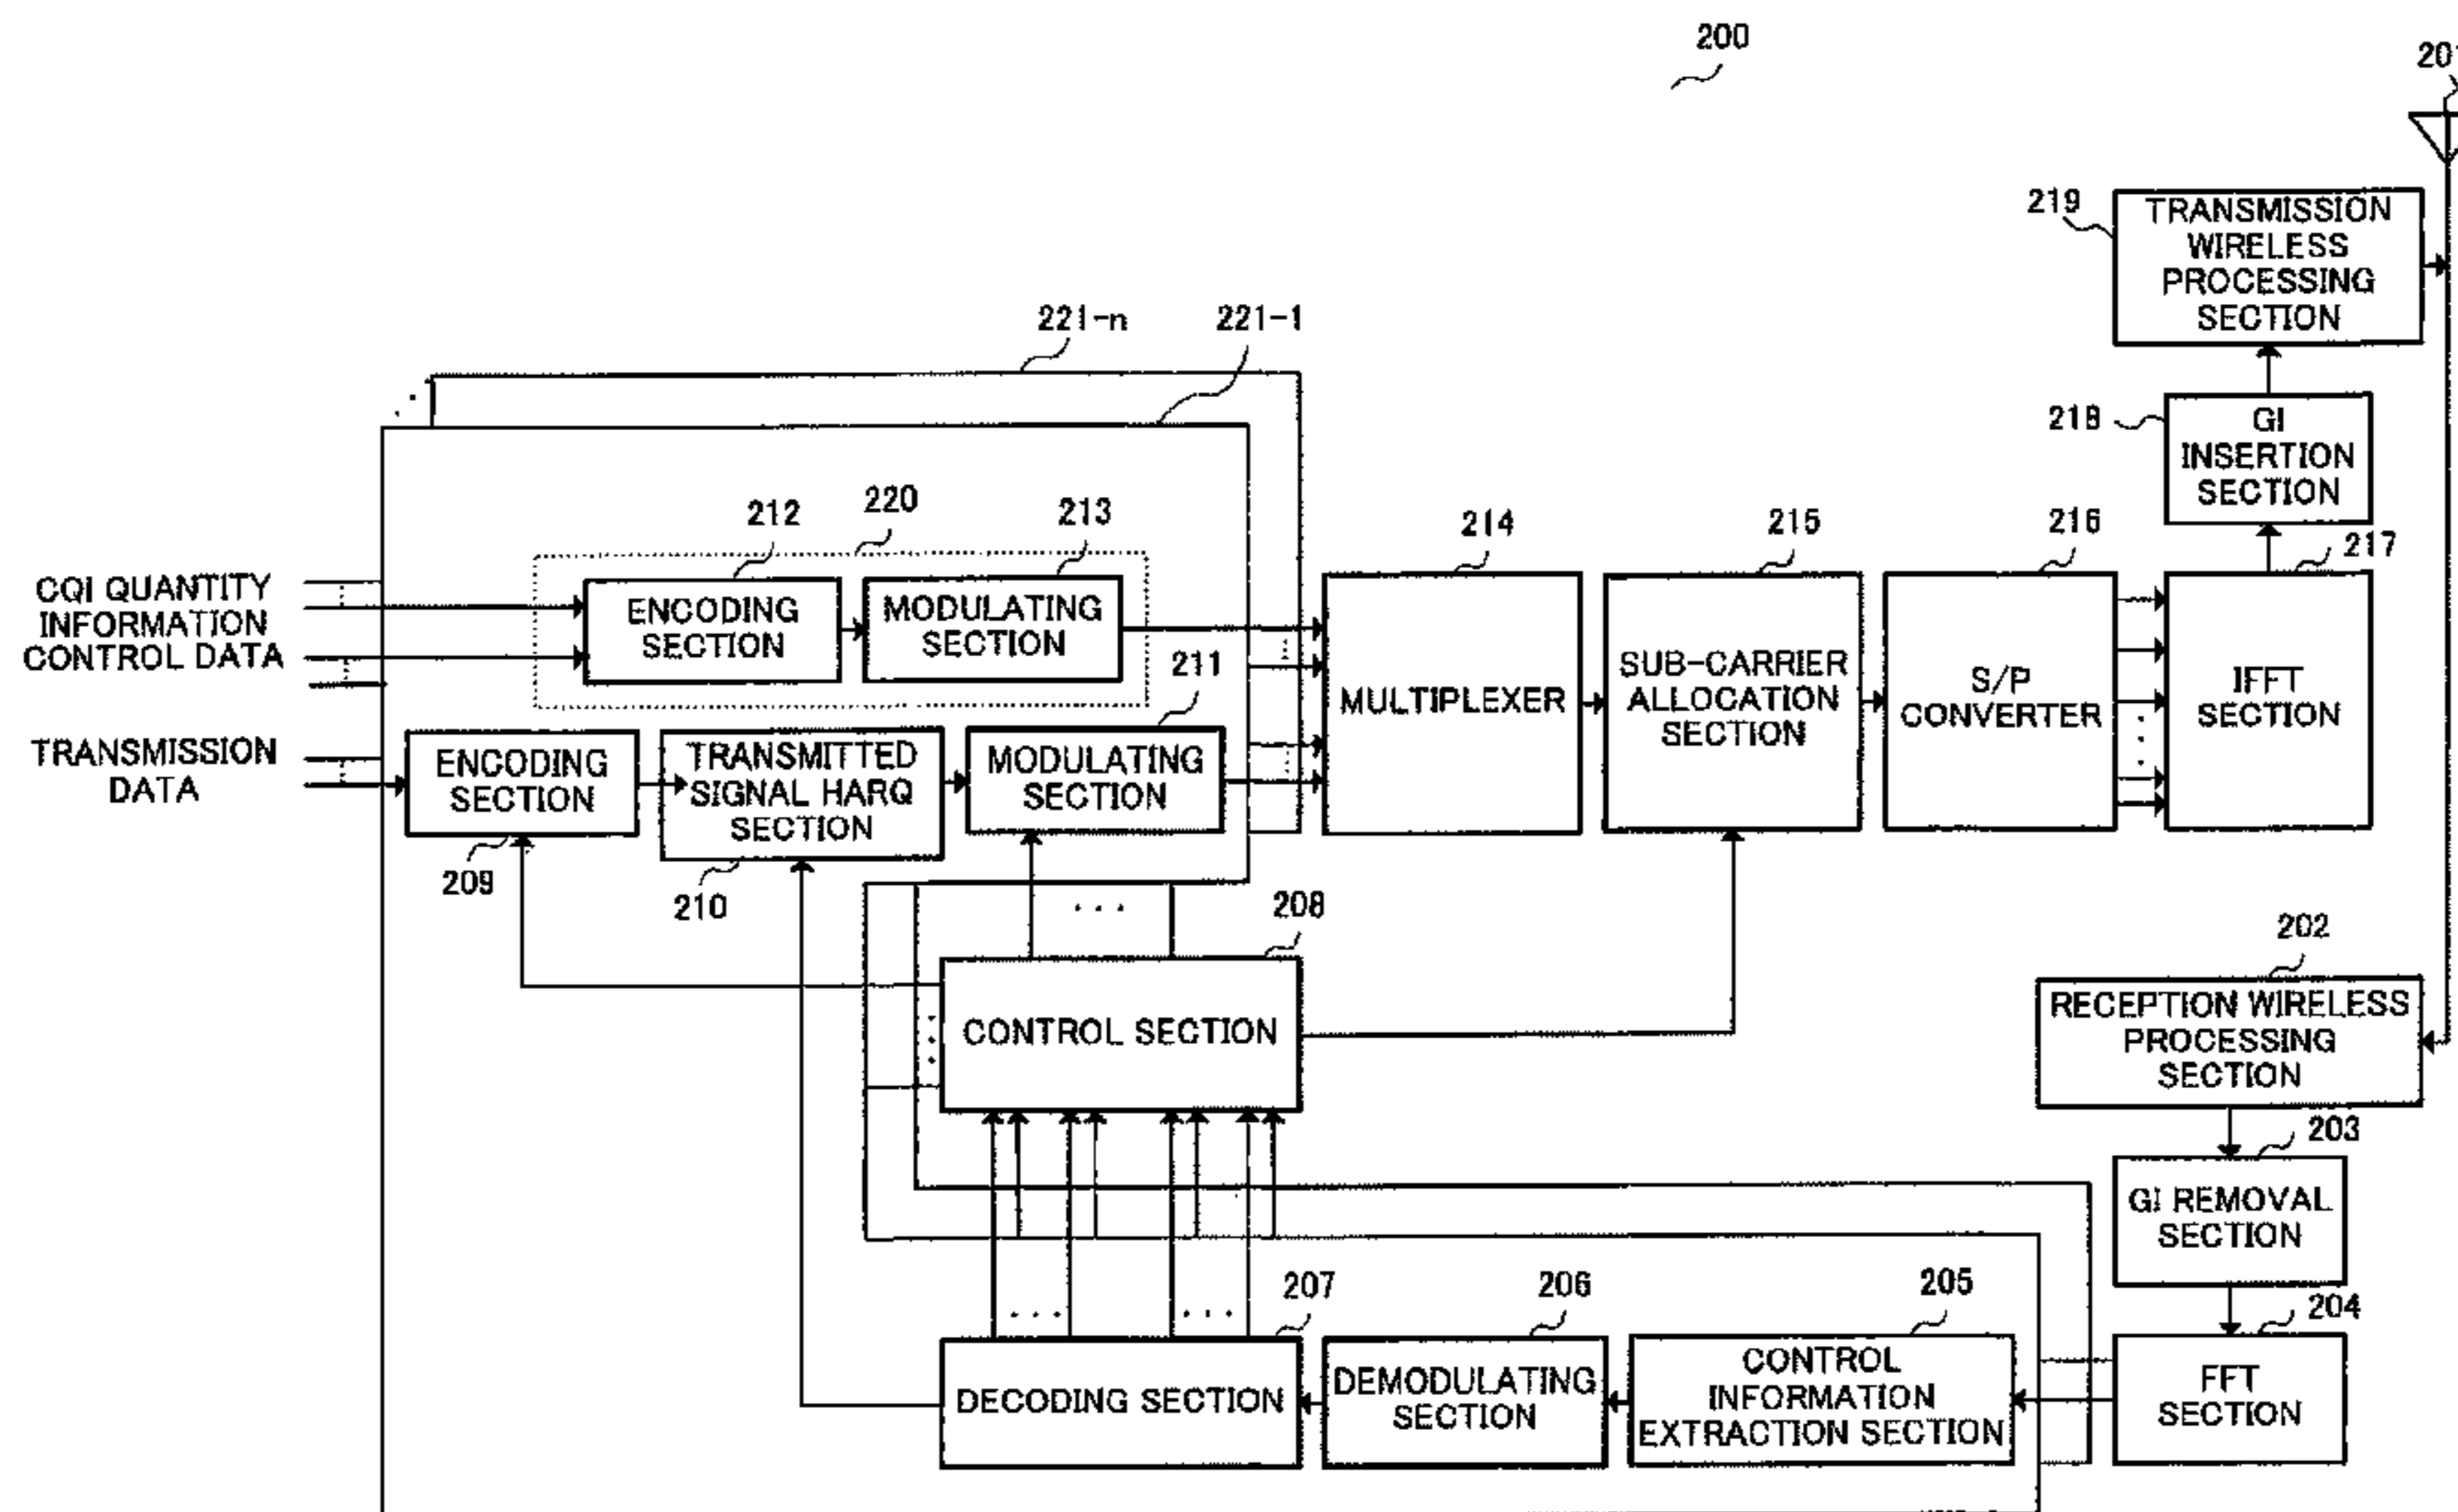 200
201
219
TRANSMISSION
WIRELESS
PROCESSING
SECTION
221-n
221-1
218
GI
INSERTION
SECTION
212
220
213
214
215
216
217
CQI QUANTITY
INFORMATION
CONTROL DATA
ENCODING
SECTION
MODULATING
SECTION
211
MULTIPLEXER
SUB-CARRIER
ALLOCATION
SECTION
S/P
CONVERTER
IFFT
SECTION
TRANSMISSION
DATA
ENCODING
SECTION
TRANSMITTED
SIGNAL HARQ
SECTION
MODULATING
SECTION
209
210
208
202
CONTROL SECTION
RECEPTION WIRELESS
PROCESSING
SECTION
203
GI REMOVAL
SECTION
207
206
205
204
DECODING SECTION
DEMODULATING
SECTION
CONTROL
INFORMATION
EXTRACTION SECTION
FFT
SECTION